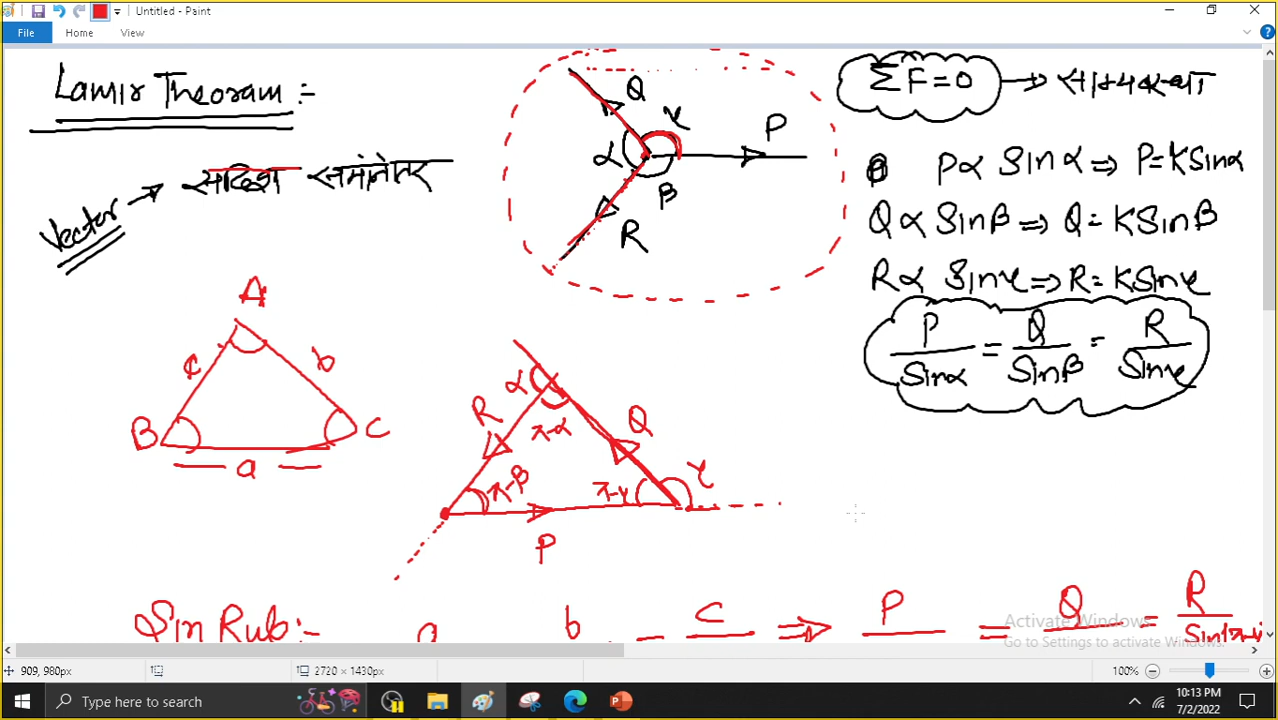 Untitled - Paint
File Home View
Lamir Theoram :-
Vector → सदिश समांनेतर
Q
γ
P
α
β
R
ΣF=0 →
P∝ Sinα ⇒ P=KSinα
Q∝ Sinβ ⇒ Q=KSinβ
R∝ Sinγ ⇒ R=KSinγ
P/Sinα = Q/Sinβ = R/Sinγ
A
c b
B C
a
α
R Q
π-α
π-β π-γ γ
P
Sin Rub:- a b = c ⇒ P = Q = R
Activate Windows
Go to Settings to activate Windows.
909, 980px 2720 × 1430px 100%
Type here to search
10:13 PM
7/2/2022